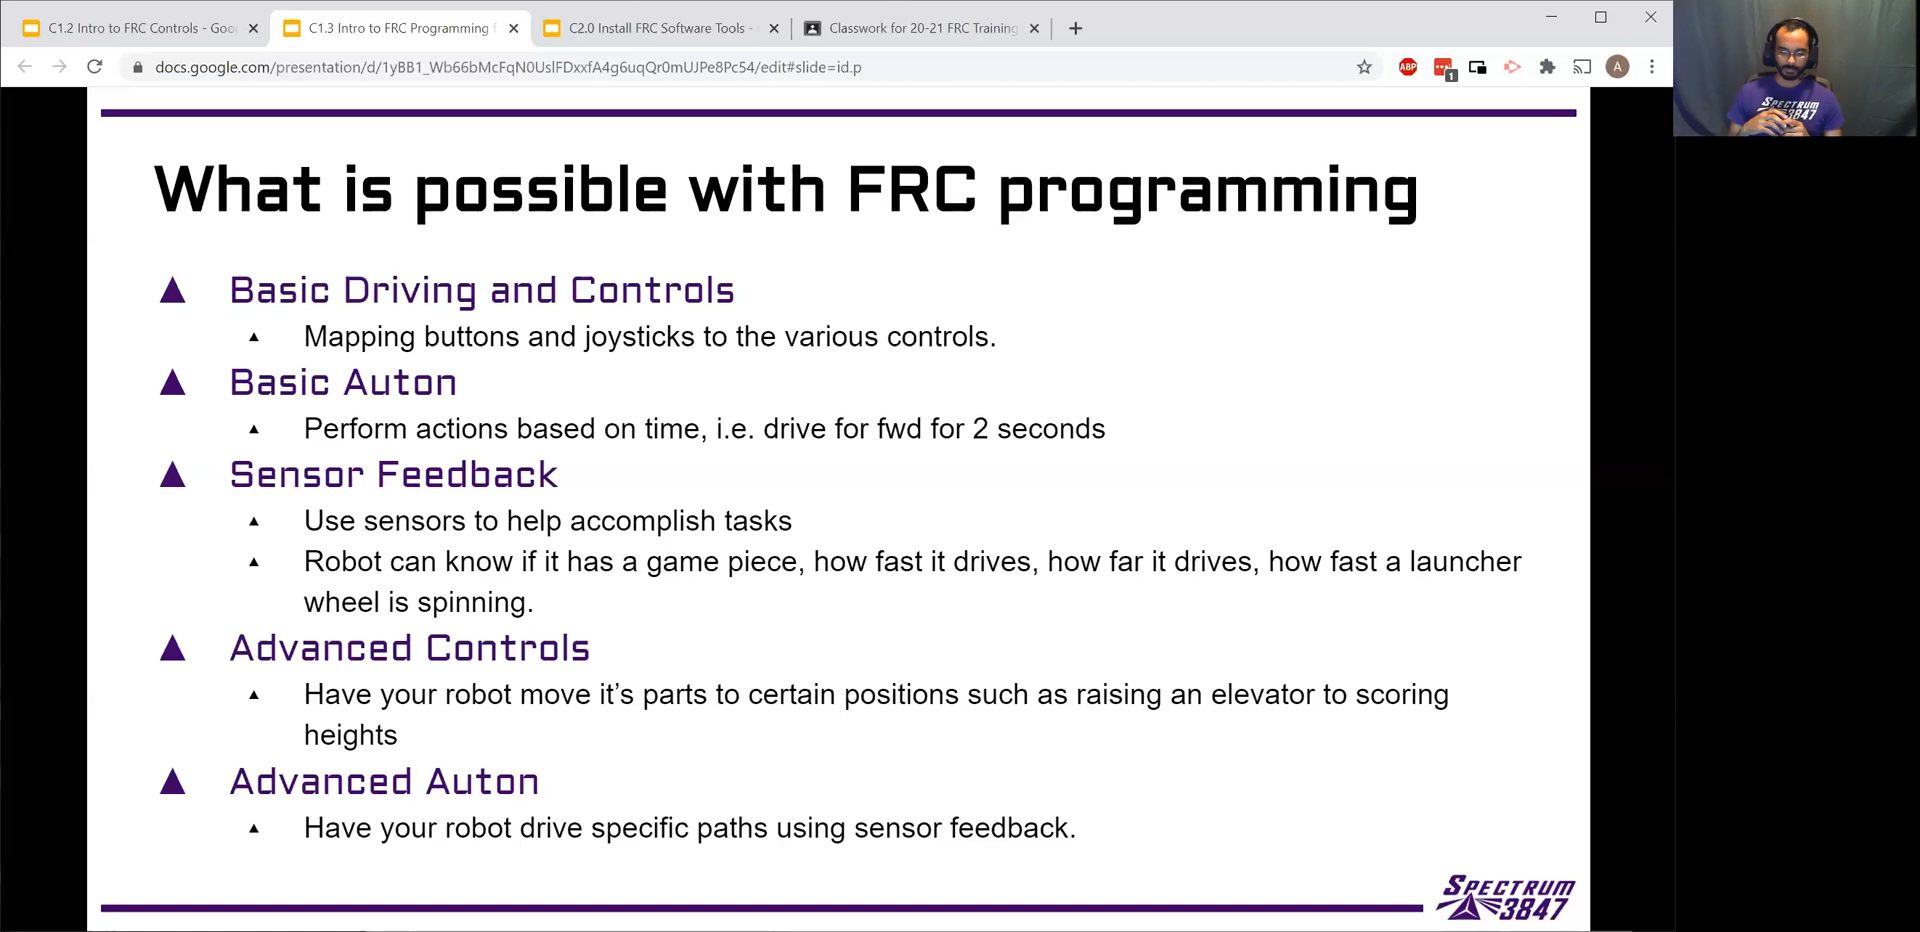 C1.2 Intro to FRC Controls - Goo
C1.3 Intro to FRC Programming f
C2.0 Install FRC Software Tools -
Classwork for 20-21 FRC Training
docs.google.com/presentation/d/1yBB1_Wb66bMcFqN0UslFDxxfA4g6uqQr0mUJPe8Pc54/edit#slide=id.p
ABP
1
A
SPECTRUM
3847
What is possible with FRC programming
Basic Driving and Controls
Mapping buttons and joysticks to the various controls.
Basic Auton
Perform actions based on time, i.e. drive for fwd for 2 seconds
Sensor Feedback
Use sensors to help accomplish tasks
Robot can know if it has a game piece, how fast it drives, how far it drives, how fast a launcher
wheel is spinning.
Advanced Controls
Have your robot move it’s parts to certain positions such as raising an elevator to scoring
heights
Advanced Auton
Have your robot drive specific paths using sensor feedback.
SPECTRUM
3847